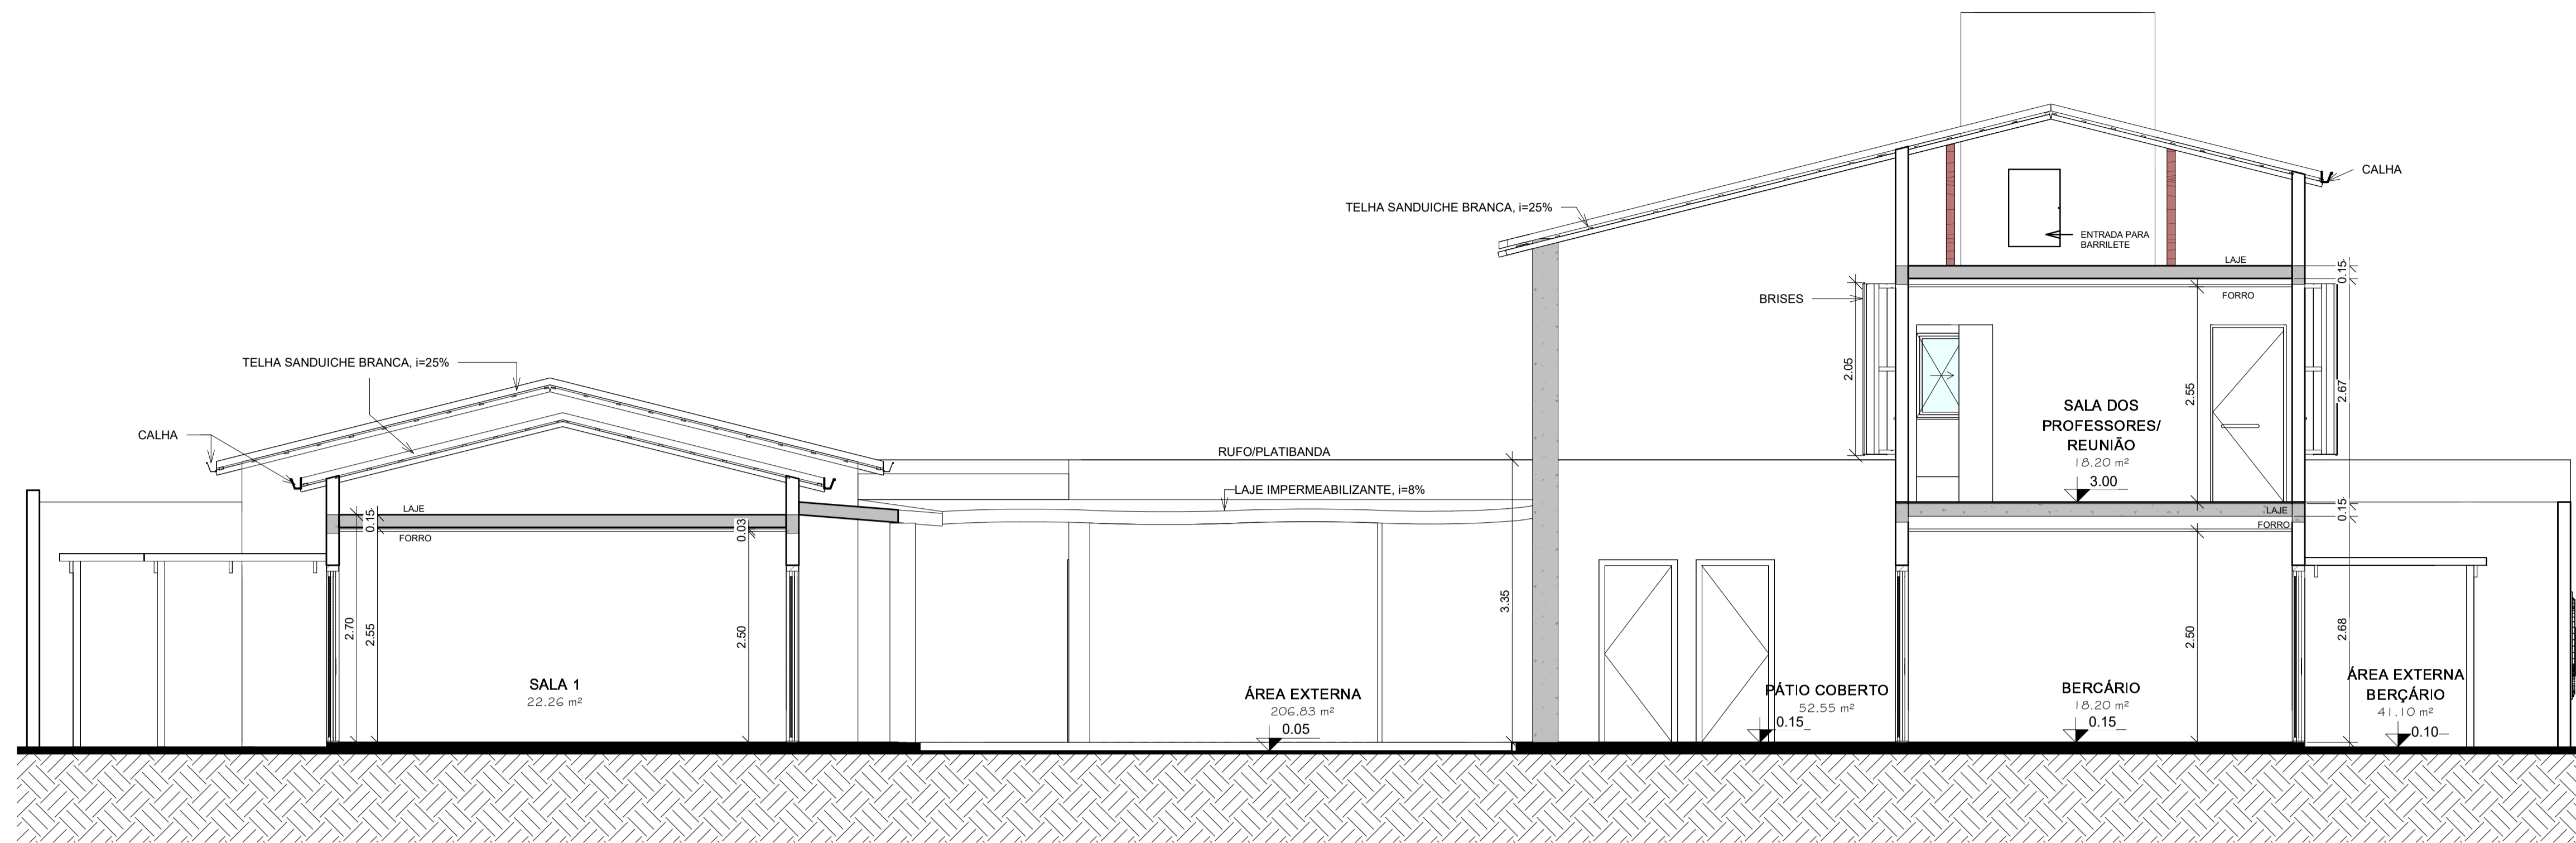 CALHA
TELHA SANDUICHE BRANCA, i=25%
ENTRADA PARA
BARRILETE
LAJE
0.15
FORRO
BRISES
2.05
2.55
2.67
SALA DOS
PROFESSORES/
REUNIÃO
18.20 m²
3.00
TELHA SANDUICHE BRANCA, i=25%
CALHA
RUFO/PLATIBANDA
LAJE IMPERMEABILIZANTE, i=8%
LAJE
0.15
FORRO
0.03
2.70
2.55
2.50
SALA 1
22.26 m²
3.35
ÁREA EXTERNA
206.83 m²
0.05
PÁTIO COBERTO
52.55 m²
0.15
LAJE
0.15
FORRO
2.50
2.68
BERCÁRIO
18.20 m²
0.15
ÁREA EXTERNA
BERÇÁRIO
41.10 m²
0.10